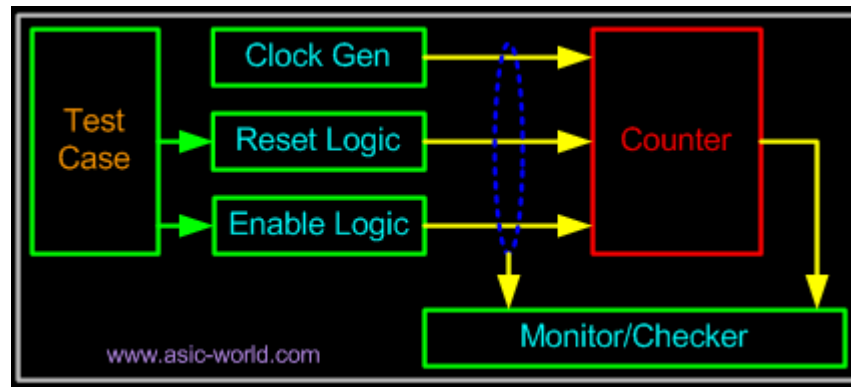 Test
Case
Clock Gen
Reset Logic
Enable Logic
Counter
Monitor/Checker
www.asic-world.com